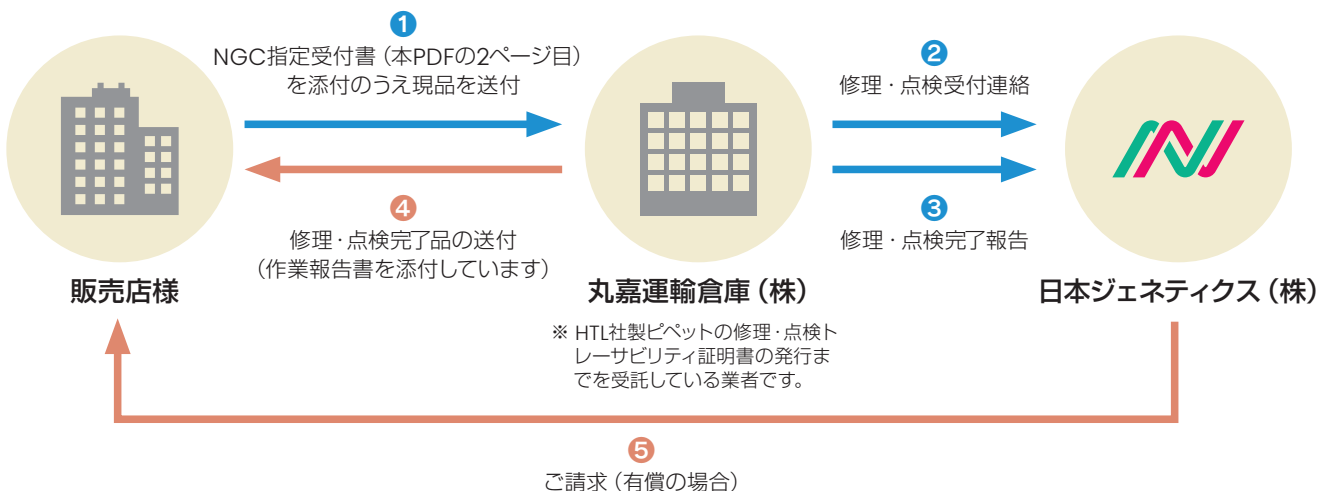 ❶
NGC指定受付書（本PDFの2ページ目）
を添付のうえ現品を送付
❷
修理・点検受付連絡
❸
修理・点検完了報告
❹
修理・点検完了品の送付
（作業報告書を添付しています）
販売店様
丸嘉運輸倉庫（株）
日本ジェネティクス（株）
※ HTL社製ピペットの修理・点検ト
レーサビリティ証明書の発行ま
でを受託している業者です。
❺
ご請求（有償の場合）